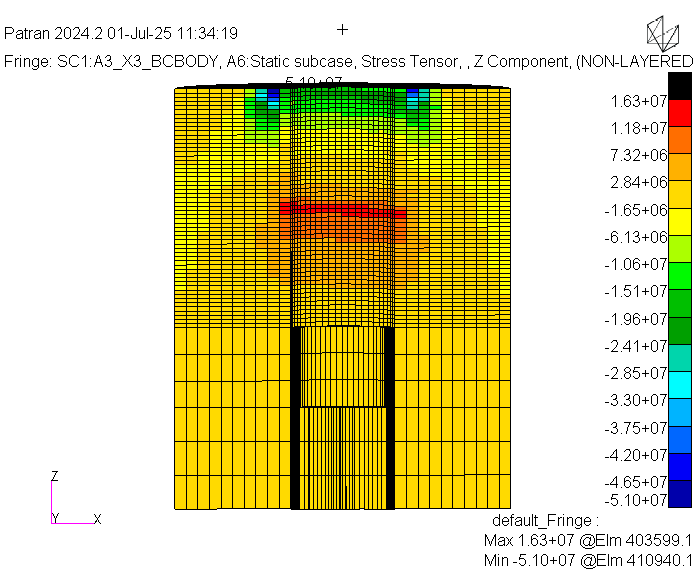 Patran 2024.2 01-Jul-25 11:34:19
Fringe: SC1:A3_X3_BCBODY, A6:Static subcase, Stress Tensor, , Z Component, (NON-LAYERED
1.63+07
1.18+07
7.32+06
2.84+06
-1.65+06
-6.13+06
-1.06+07
-1.51+07
-1.96+07
-2.41+07
-2.85+07
-3.30+07
-3.75+07
-4.20+07
-4.65+07
-5.10+07
Z
Y
X
default_Fringe :
Max 1.63+07 @Elm 403599.1
Min -5.10+07 @Elm 410940.1